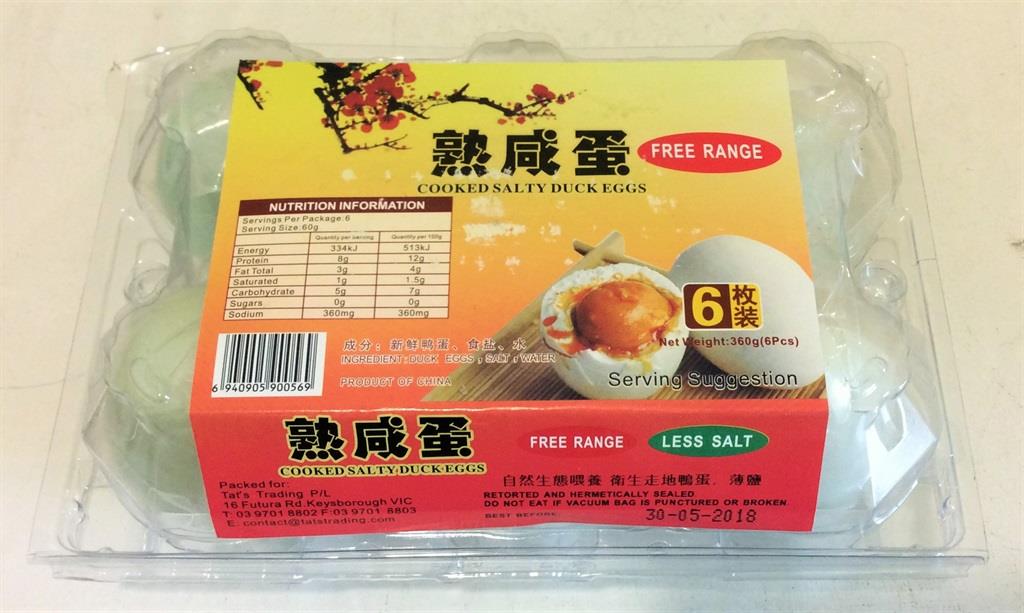 熟咸蛋
FREE RANGE
COOKED SALTY DUCK EGGS
NUTRITION INFORMATION
Servings Per Package:6
Serving Size:60g
Quantity per serving Quantity per 100g
Energy 334kJ 513kJ
Protein 8g 12g
Fat Total 3g 4g
Saturated 1g 1.5g
Carbohydrate 5g 7g
Sugars 0g 0g
Sodium 360mg 360mg
6枚装
Net Weight:360g(6Pcs)
Serving Suggestion
成分：新鲜鸭蛋、食盐、水
INGREDIENT:DUCK EGGS, SALT, WATER
PRODUCT OF CHINA
6 940905 900569
熟咸蛋
COOKED SALTY DUCK EGGS
FREE RANGE
LESS SALT
Packed for:
Tat's Trading P/L
16 Futura Rd.Keysborough VIC
T: 03 9701 8802 F:03 9701 8803
E: contact@tatstrading.com
自然生態喂養 衛生走地鴨蛋, 薄鹽
RETORTED AND HERMETICALLY SEALED.
DO NOT EAT IF VACUUM BAG IS PUNCTURED OR BROKEN.
BEST BEFORE: 30-05-2018